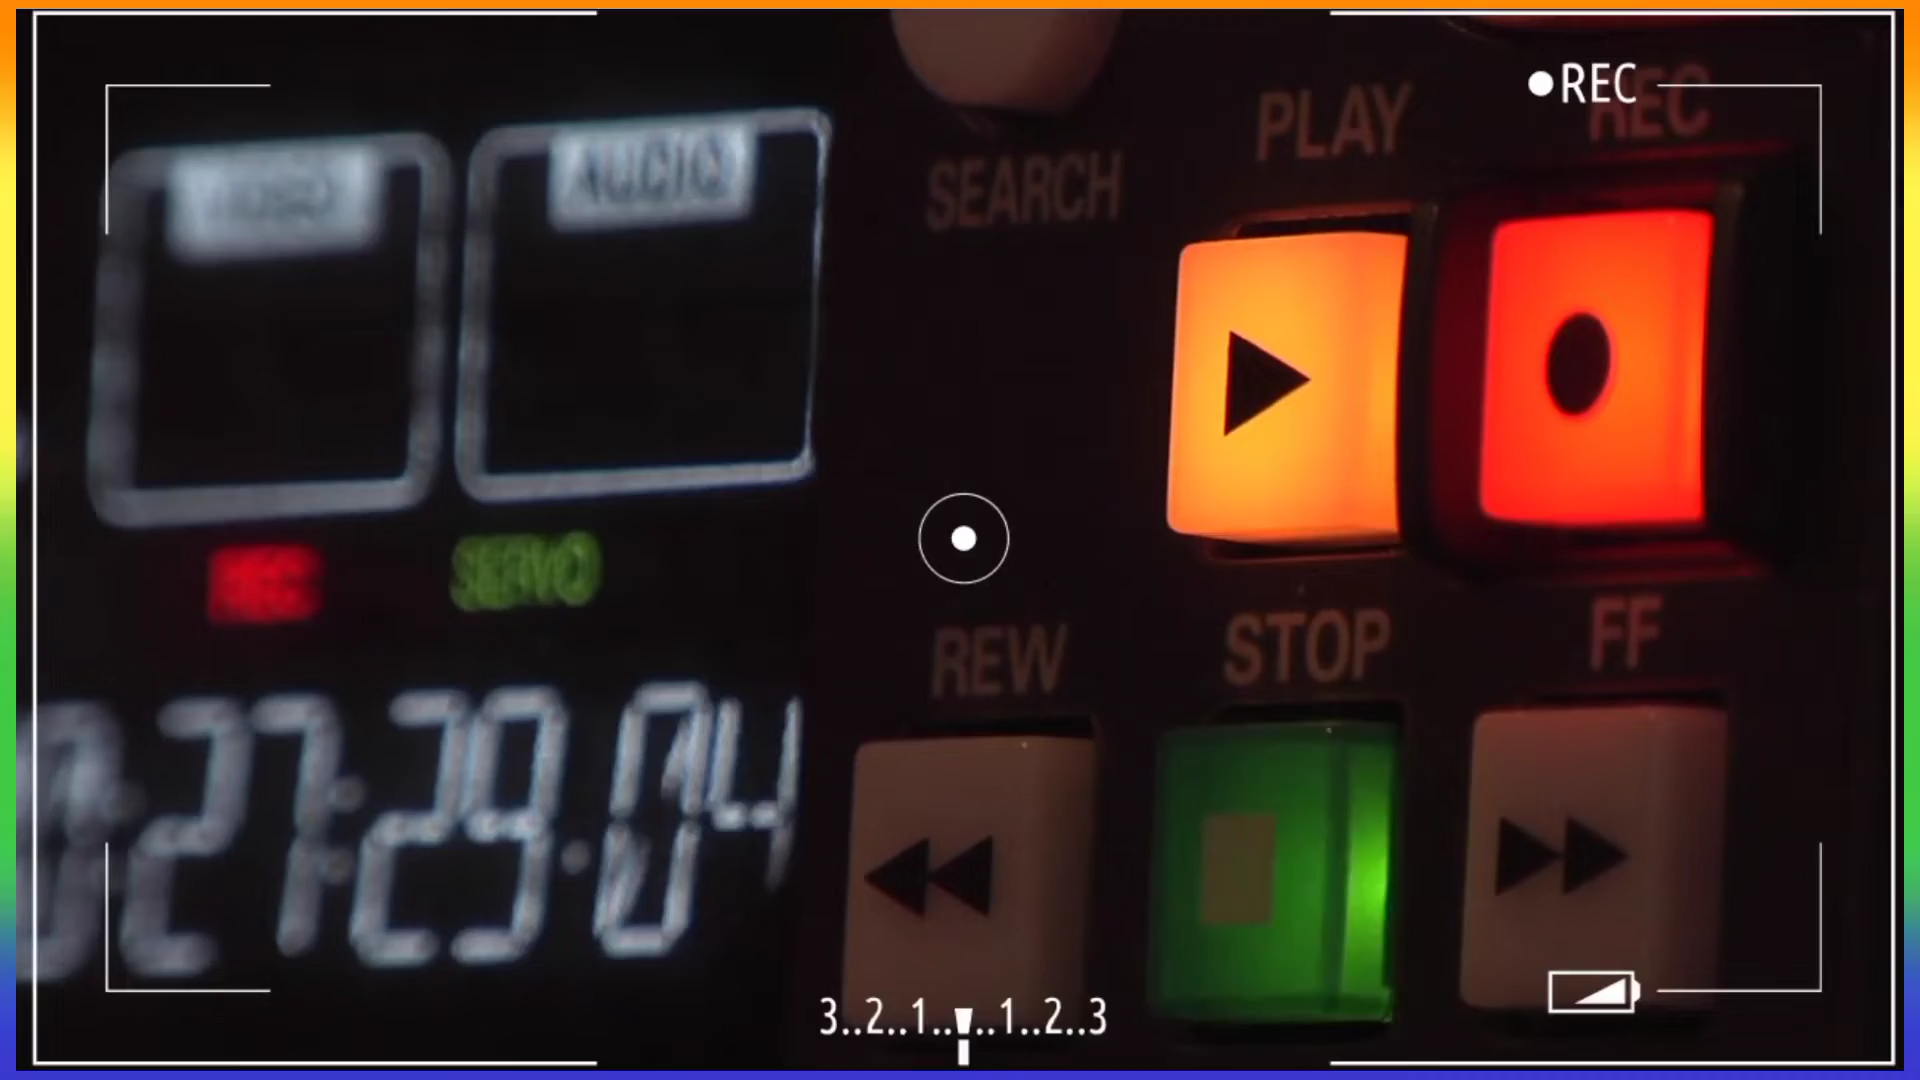 REC
REC
PLAY
AUDIO
SEARCH
REC
SERVO
STOP
FF
REW
0:27:29:04
3..2..1.. ..1..2..3